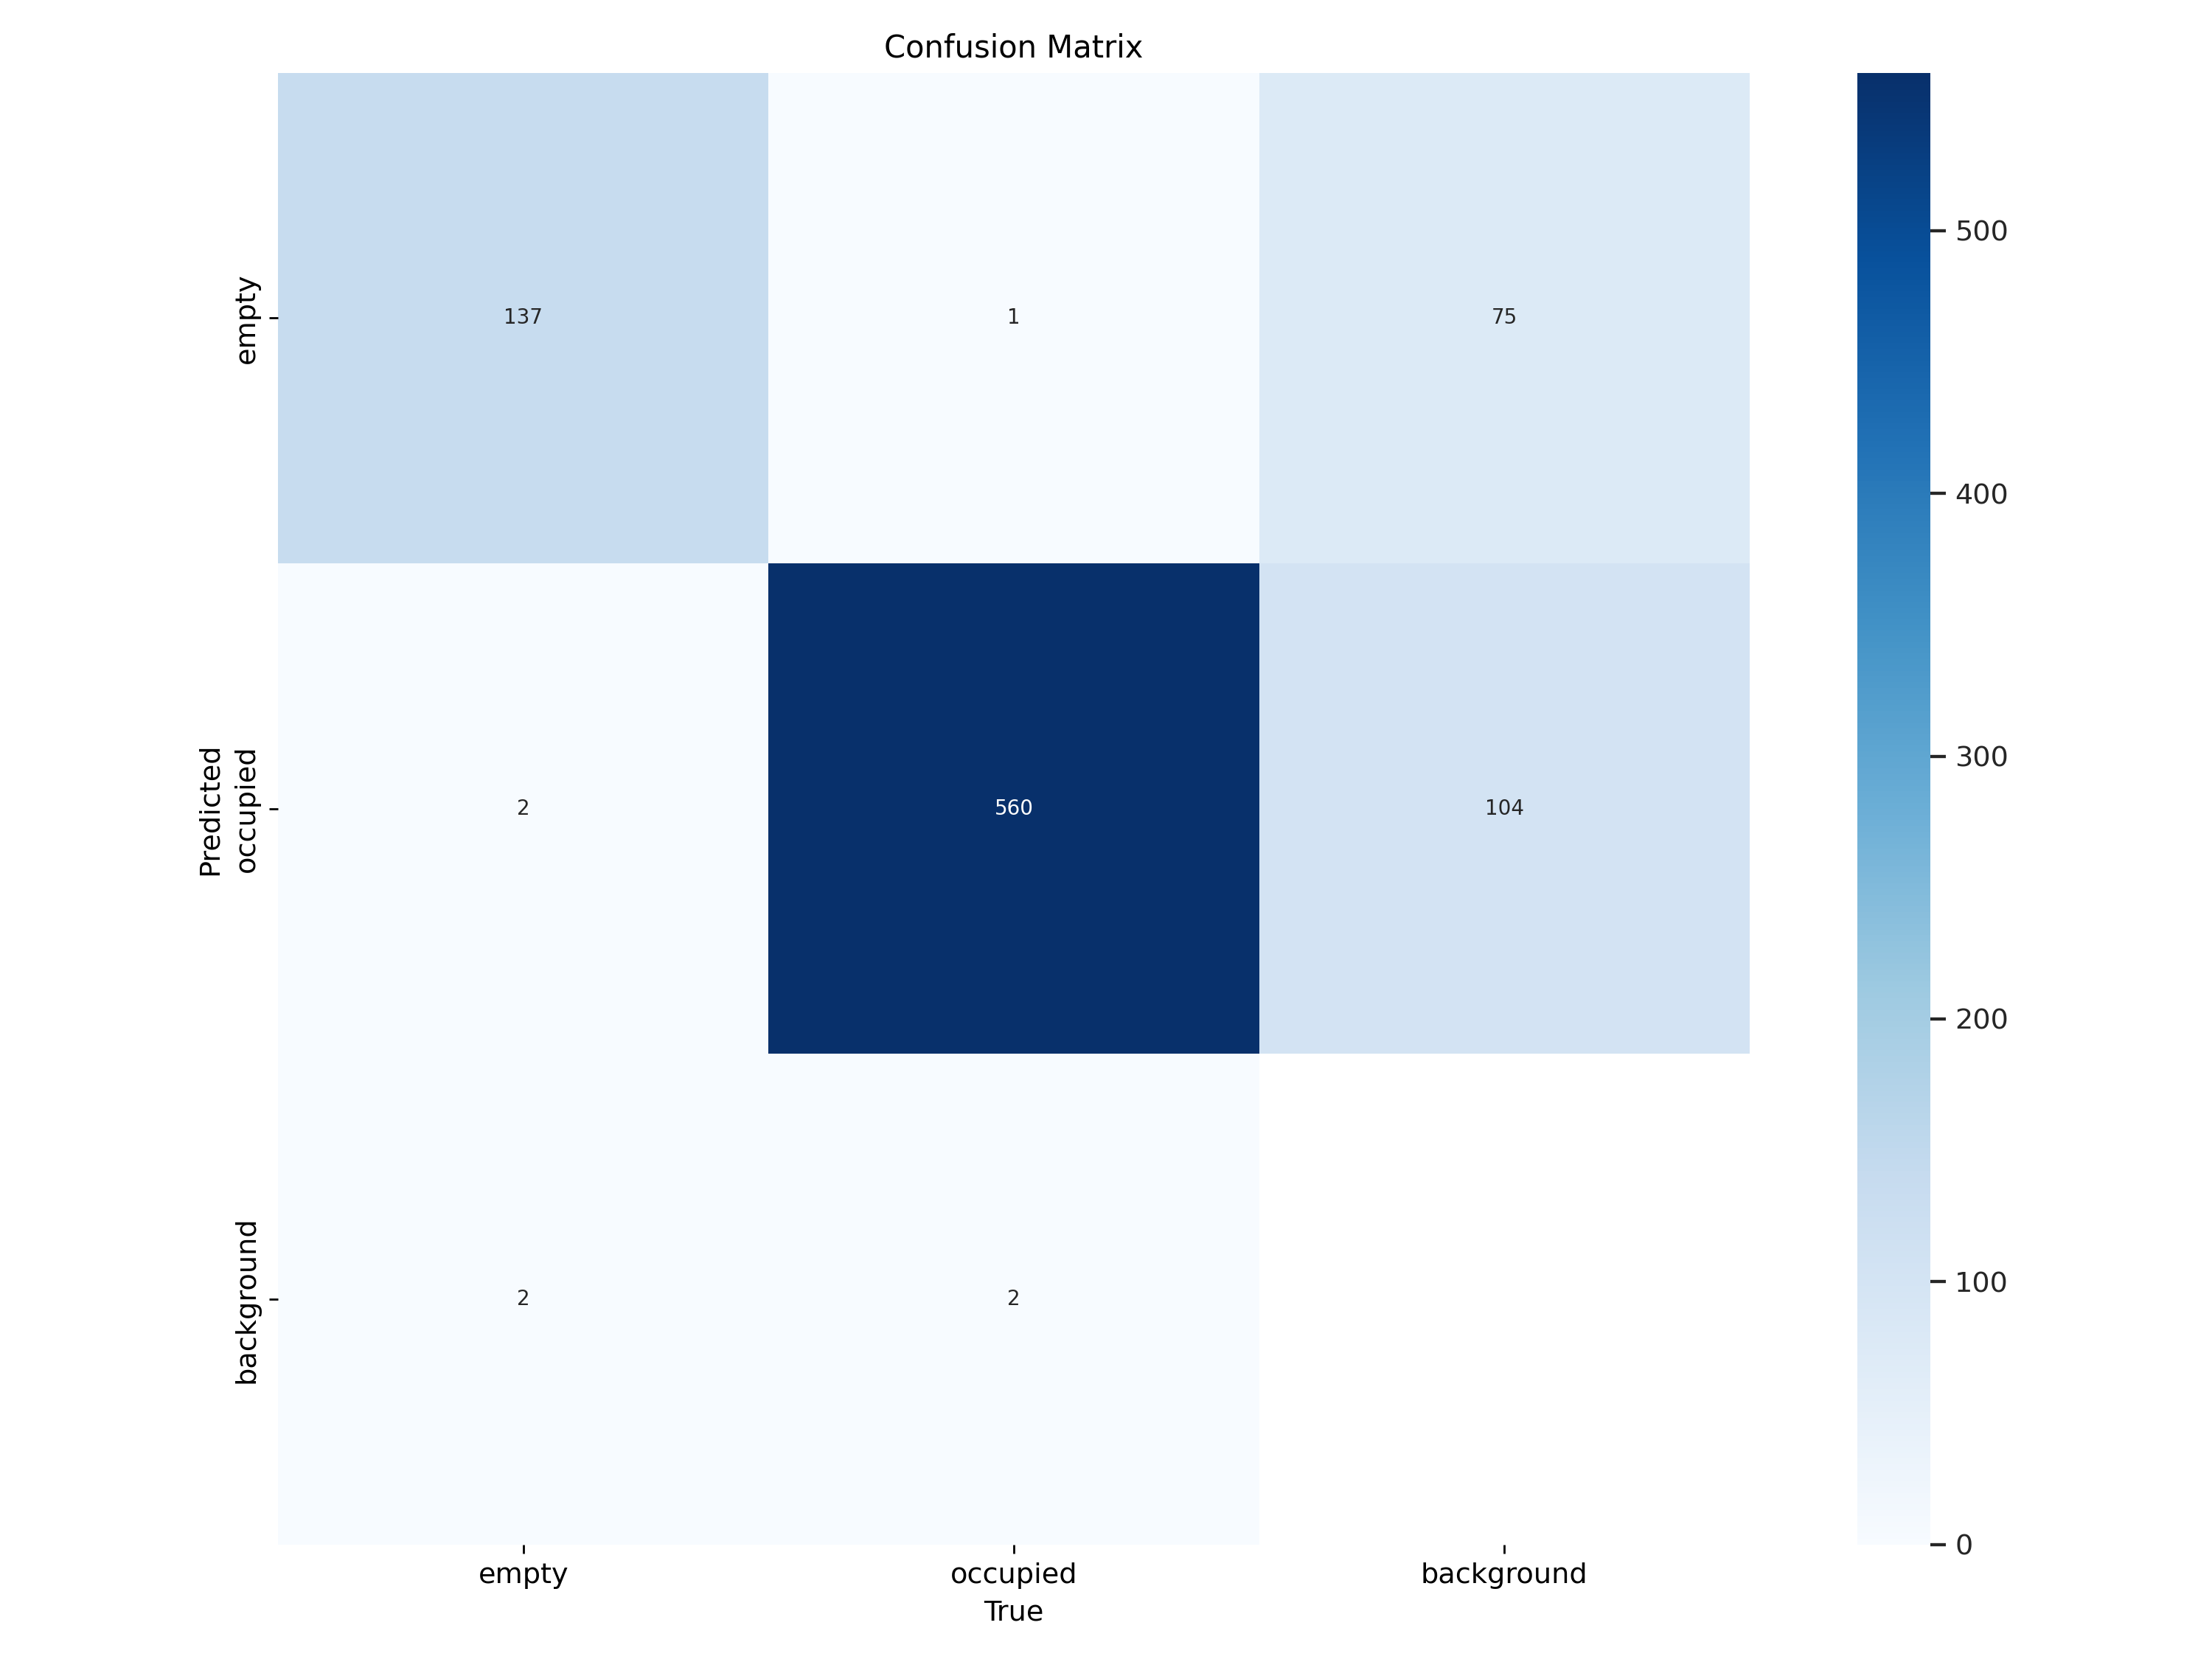 Confusion Matrix
empty
137
1
75
500
400
Predicted
occupied
2
560
104
300
200
background
2
2
100
0
empty
occupied
background
True